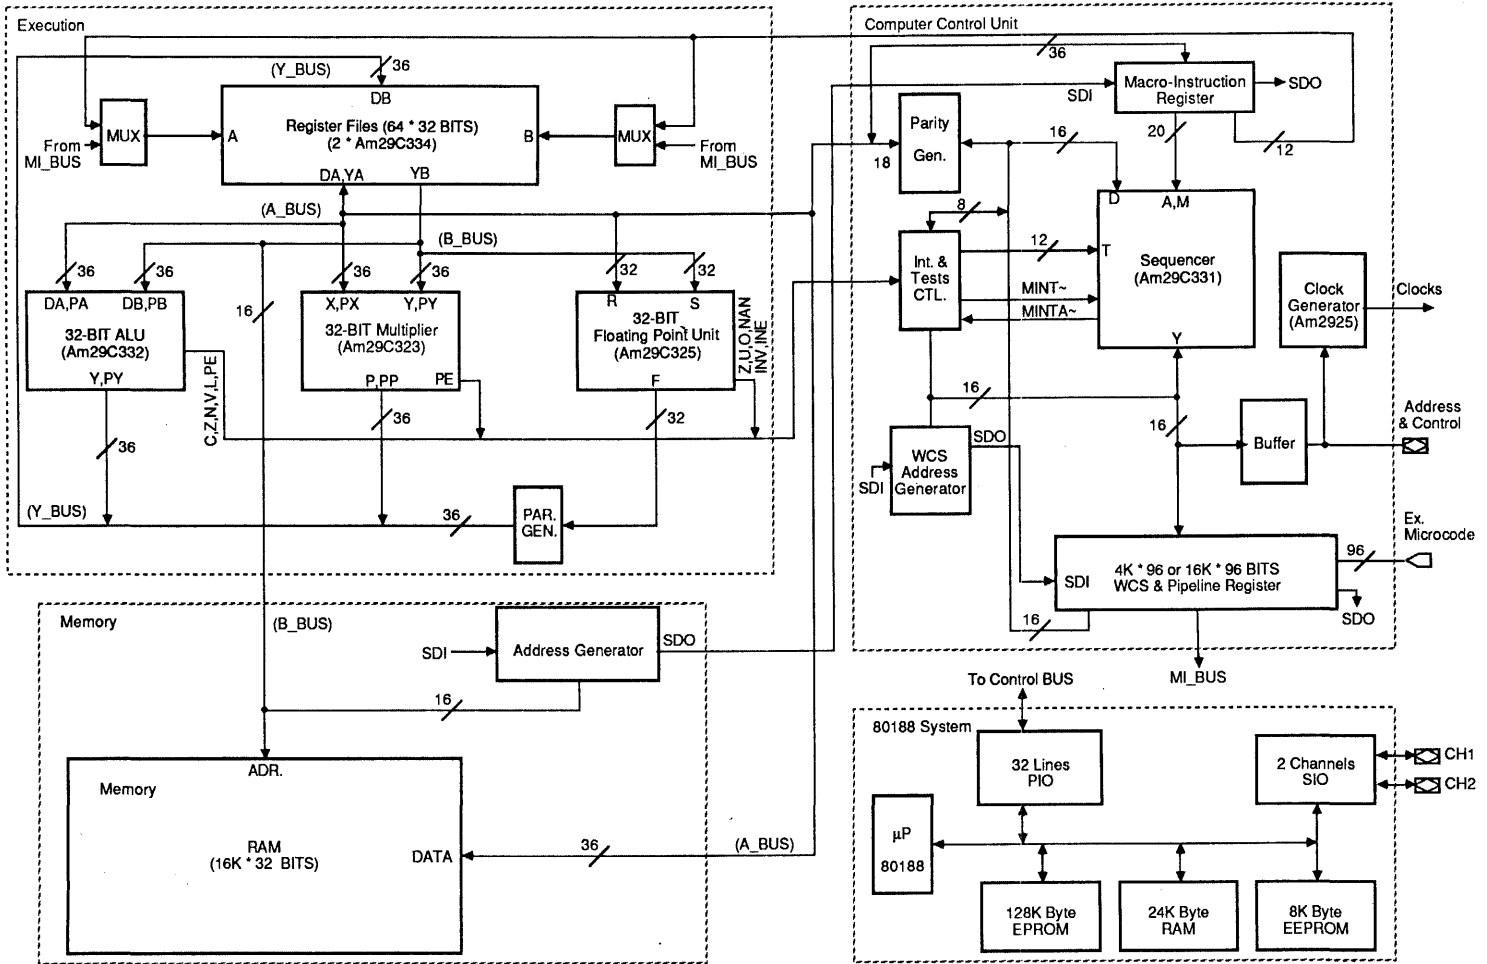 Execution
(Y_BUS)
36
DB
MUX
A
Register Files (64 * 32 BITS)
(2 * Am29C334)
B
MUX
From
MI_BUS
From
MI_BUS
DA,YA
YB
(A_BUS)
(B_BUS)
36
36
36
36
32
32
16
DA,PA
DB,PB
32-BIT ALU
(Am29C332)
Y,PY
C,Z,N,V,L,PE
X,PX
Y,PY
32-BIT Multiplier
(Am29C323)
P,PP
PE
R
S
32-BIT
Floating Point Unit
(Am29C325)
F
Z,U,O,NAN
INV,INE
36
36
32
(Y_BUS)
36
PAR.
GEN.
Memory
(B_BUS)
SDI
Address Generator
SDO
16
ADR.
Memory
RAM
(16K * 32 BITS)
DATA
36
(A_BUS)
Computer Control Unit
36
SDI
Macro-Instruction
Register
SDO
Parity
Gen.
18
16
20
12
D
A,M
8
Int. &
Tests
CTL.
12
T
MINT~
MINTA~
Sequencer
(Am29C331)
Y
Clock
Generator
(Am2925)
Clocks
16
16
WCS
Address
Generator
SDI
SDO
Buffer
Address
& Control
Ex.
Microcode
96
SDI
4K * 96 or 16K * 96 BITS
WCS & Pipeline Register
SDO
16
MI_BUS
To Control BUS
80188 System
32 Lines
PIO
2 Channels
SIO
CH1
CH2
µP
80188
128K Byte
EPROM
24K Byte
RAM
8K Byte
EEPROM